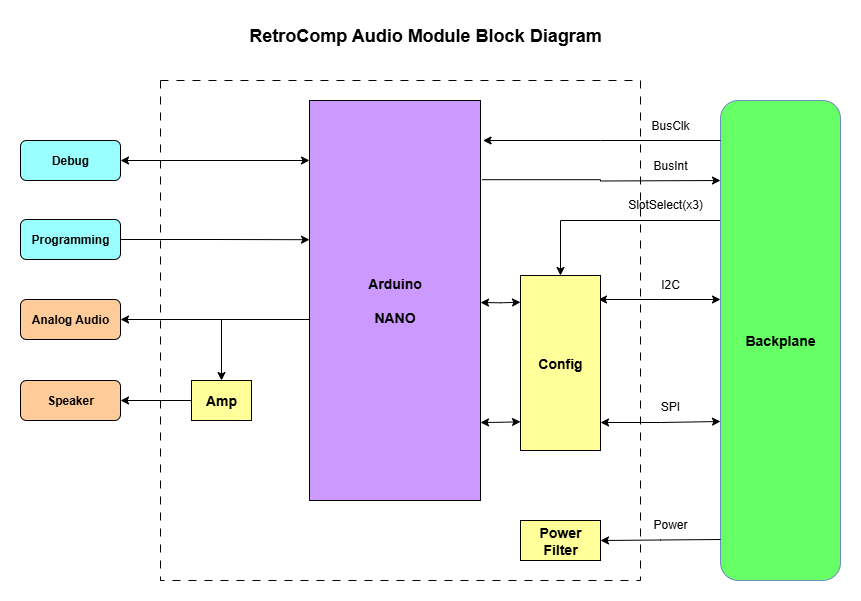 RetroComp Audio Module Block Diagram
BusClk
Debug
BusInt
SlotSelect(x3)
Programming
Arduino
NANO
I2C
Analog Audio
Backplane
Config
Speaker
Amp
SPI
Power
Power
Filter